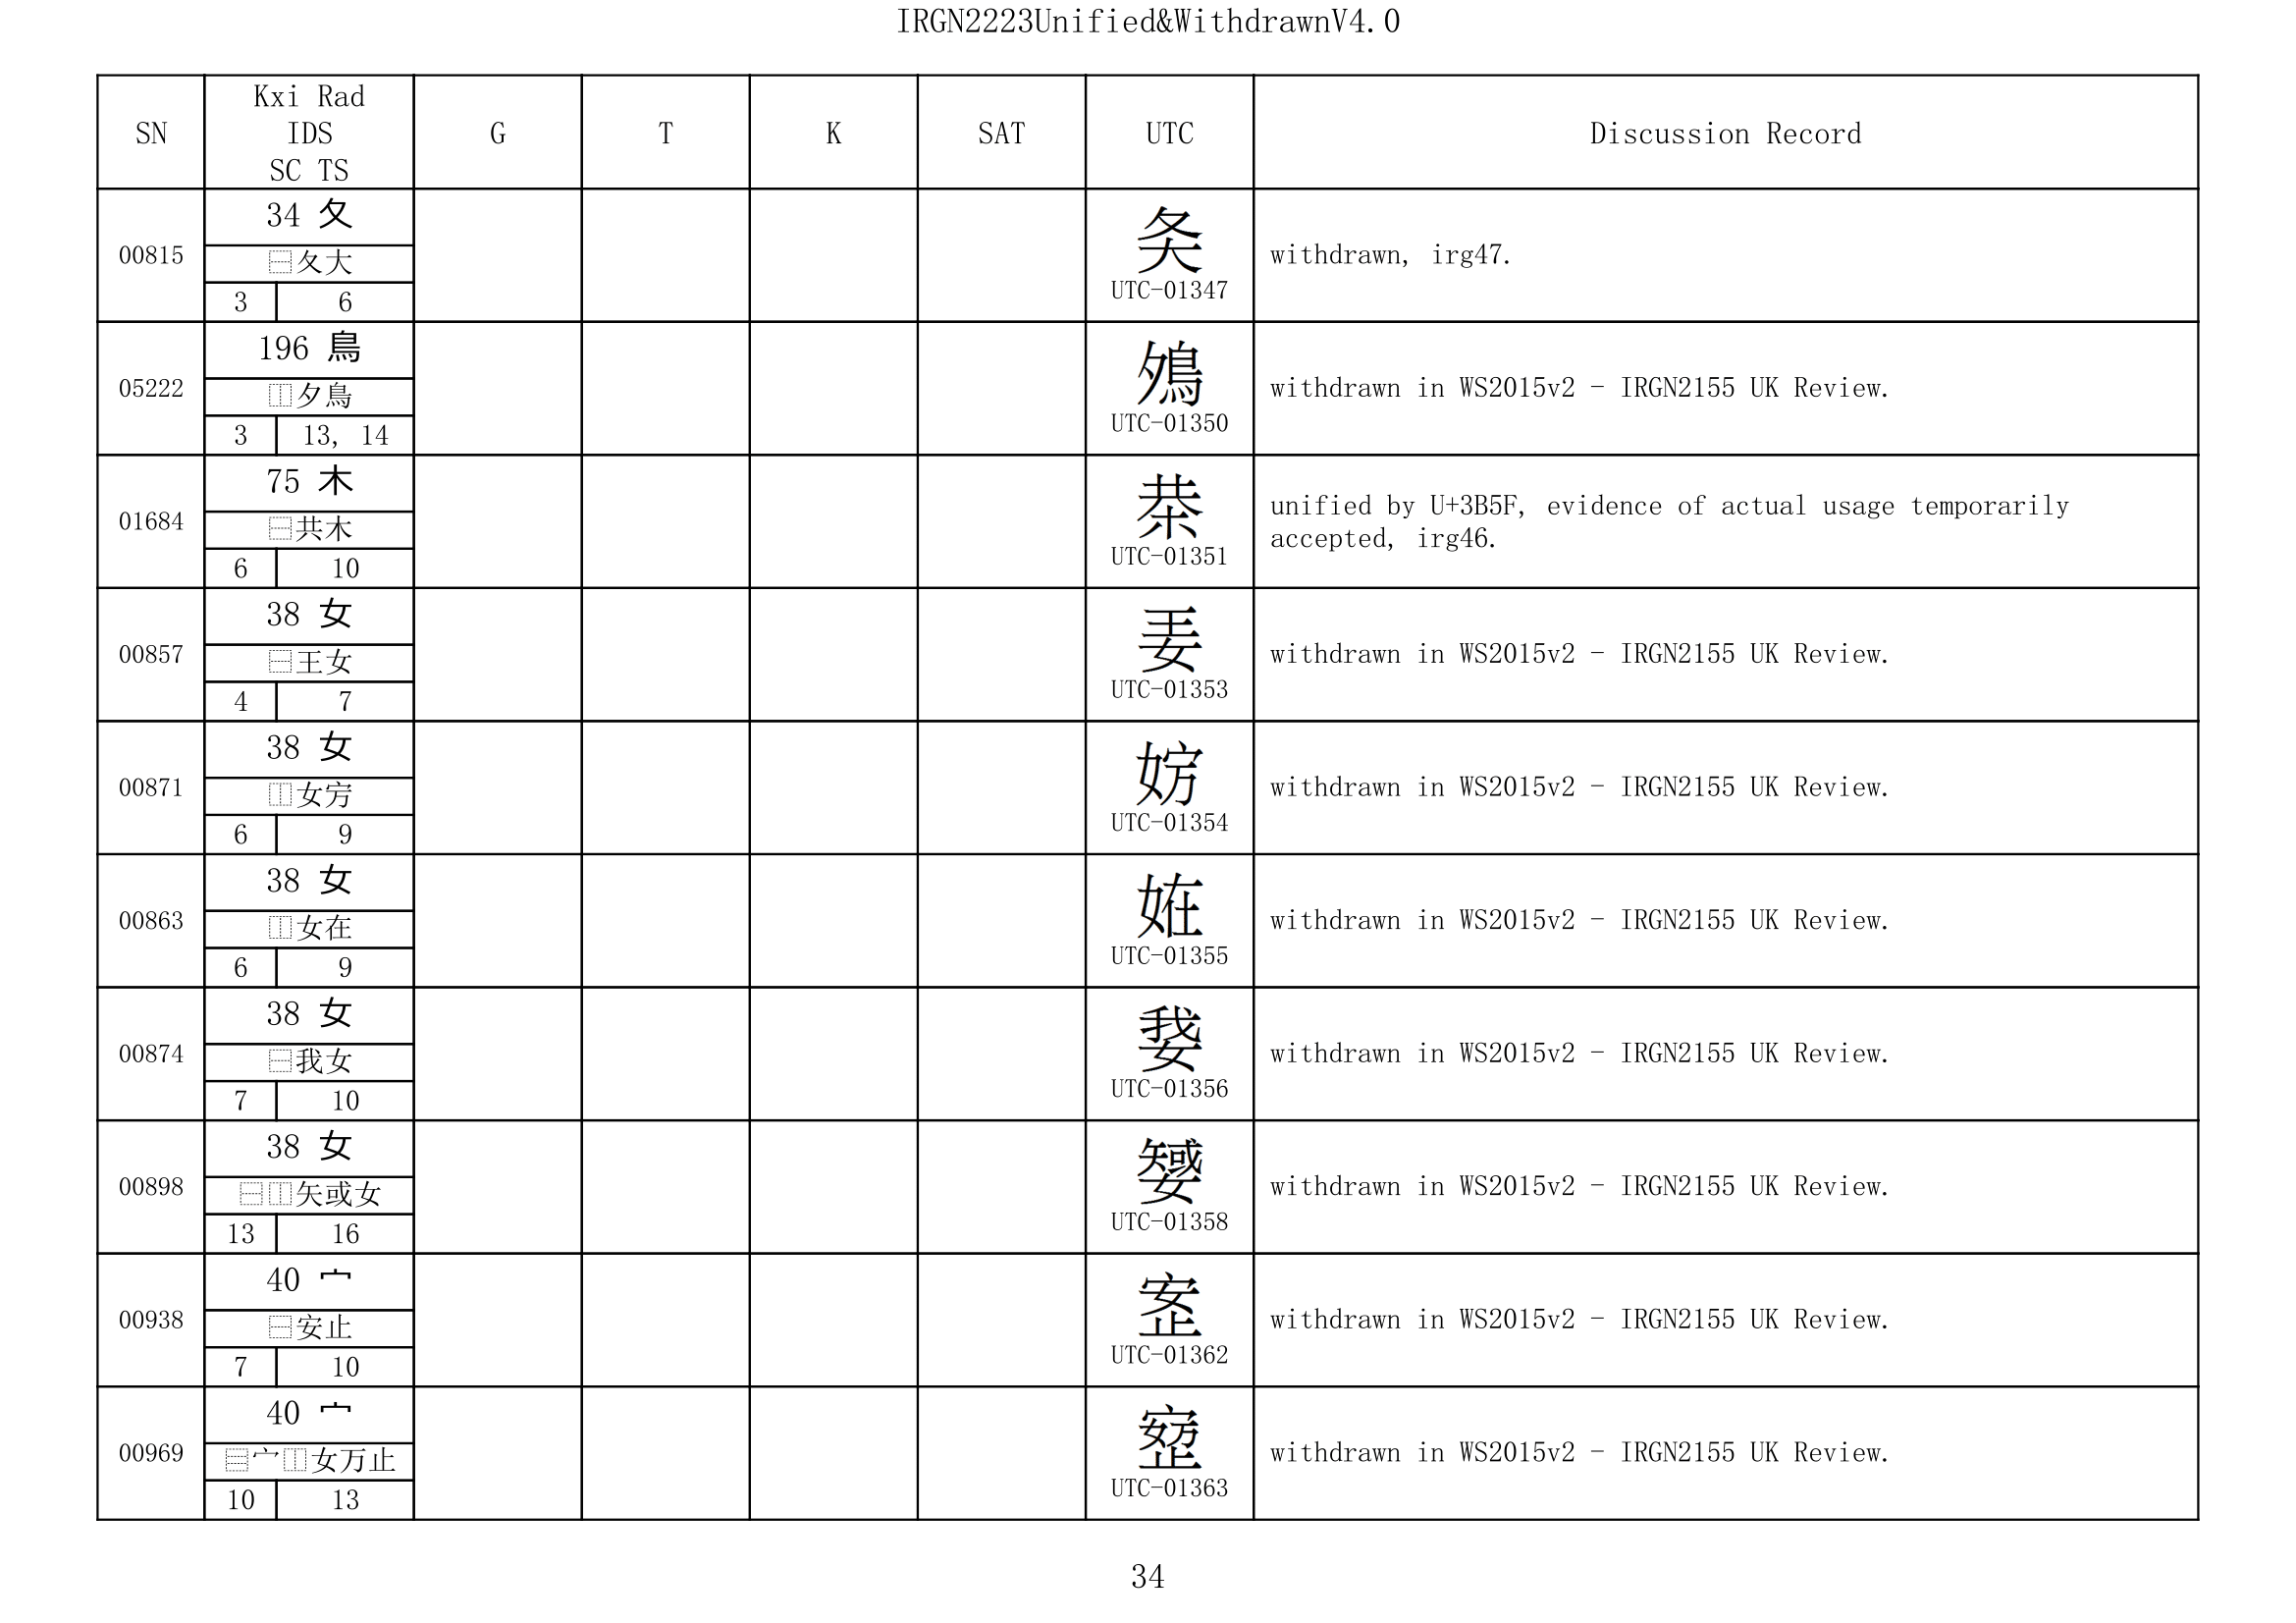 IRGN2223Unified&WithdrawnV4.0
SN
Kxi Rad
IDS
SC TS
G
T
K
SAT
UTC
Discussion Record
00815
34 夂
⿱夂大
3
6
UTC-01347
withdrawn, irg47.
05222
196 鳥
⿰夕鳥
3
13, 14
UTC-01350
withdrawn in WS2015v2 - IRGN2155 UK Review.
01684
75 木
⿱共木
6
10
㭟
UTC-01351
unified by U+3B5F, evidence of actual usage temporarily
accepted, irg46.
00857
38 女
⿱王女
4
7
UTC-01353
withdrawn in WS2015v2 - IRGN2155 UK Review.
00871
38 女
⿰女宑
6
9
UTC-01354
withdrawn in WS2015v2 - IRGN2155 UK Review.
00863
38 女
⿰女在
6
9
UTC-01355
withdrawn in WS2015v2 - IRGN2155 UK Review.
00874
38 女
⿱我女
7
10
UTC-01356
withdrawn in WS2015v2 - IRGN2155 UK Review.
00898
38 女
⿱⿰矢或女
13
16
UTC-01358
withdrawn in WS2015v2 - IRGN2155 UK Review.
00938
40 宀
⿱安止
7
10
UTC-01362
withdrawn in WS2015v2 - IRGN2155 UK Review.
00969
40 宀
⿳宀⿰女万止
10
13
UTC-01363
withdrawn in WS2015v2 - IRGN2155 UK Review.
34